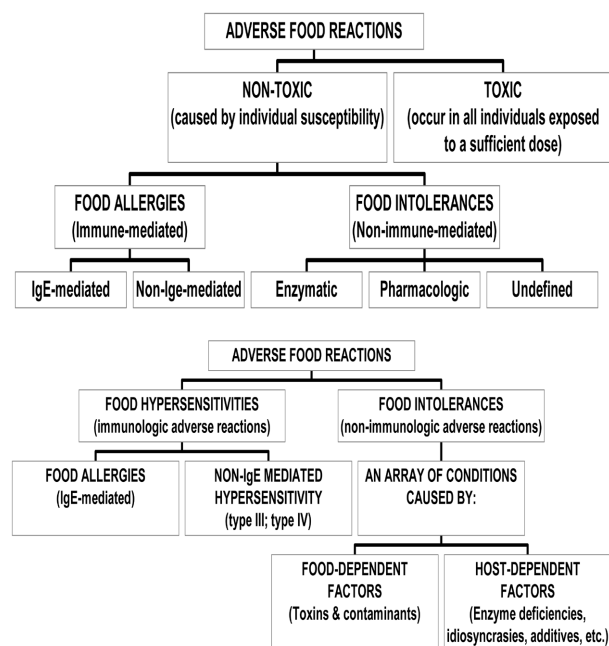 ADVERSE FOOD REACTIONS
NON-TOXIC
(caused by individual susceptibility)
TOXIC
(occur in all individuals exposed
to a sufficient dose)
FOOD ALLERGIES
(Immune-mediated)
FOOD INTOLERANCES
(Non-immune-mediated)
IgE-mediated
Non-Ige-mediated
Enzymatic
Pharmacologic
Undefined
ADVERSE FOOD REACTIONS
FOOD HYPERSENSITIVITIES
(immunologic adverse reactions)
FOOD INTOLERANCES
(non-immunologic adverse reactions)
FOOD ALLERGIES
(IgE-mediated)
NON-IgE MEDIATED
HYPERSENSITIVITY
(type III; type IV)
AN ARRAY OF CONDITIONS
CAUSED BY:
FOOD-DEPENDENT
FACTORS
(Toxins & contaminants)
HOST-DEPENDENT
FACTORS
(Enzyme deficiencies,
idiosyncrasies, additives, etc.)